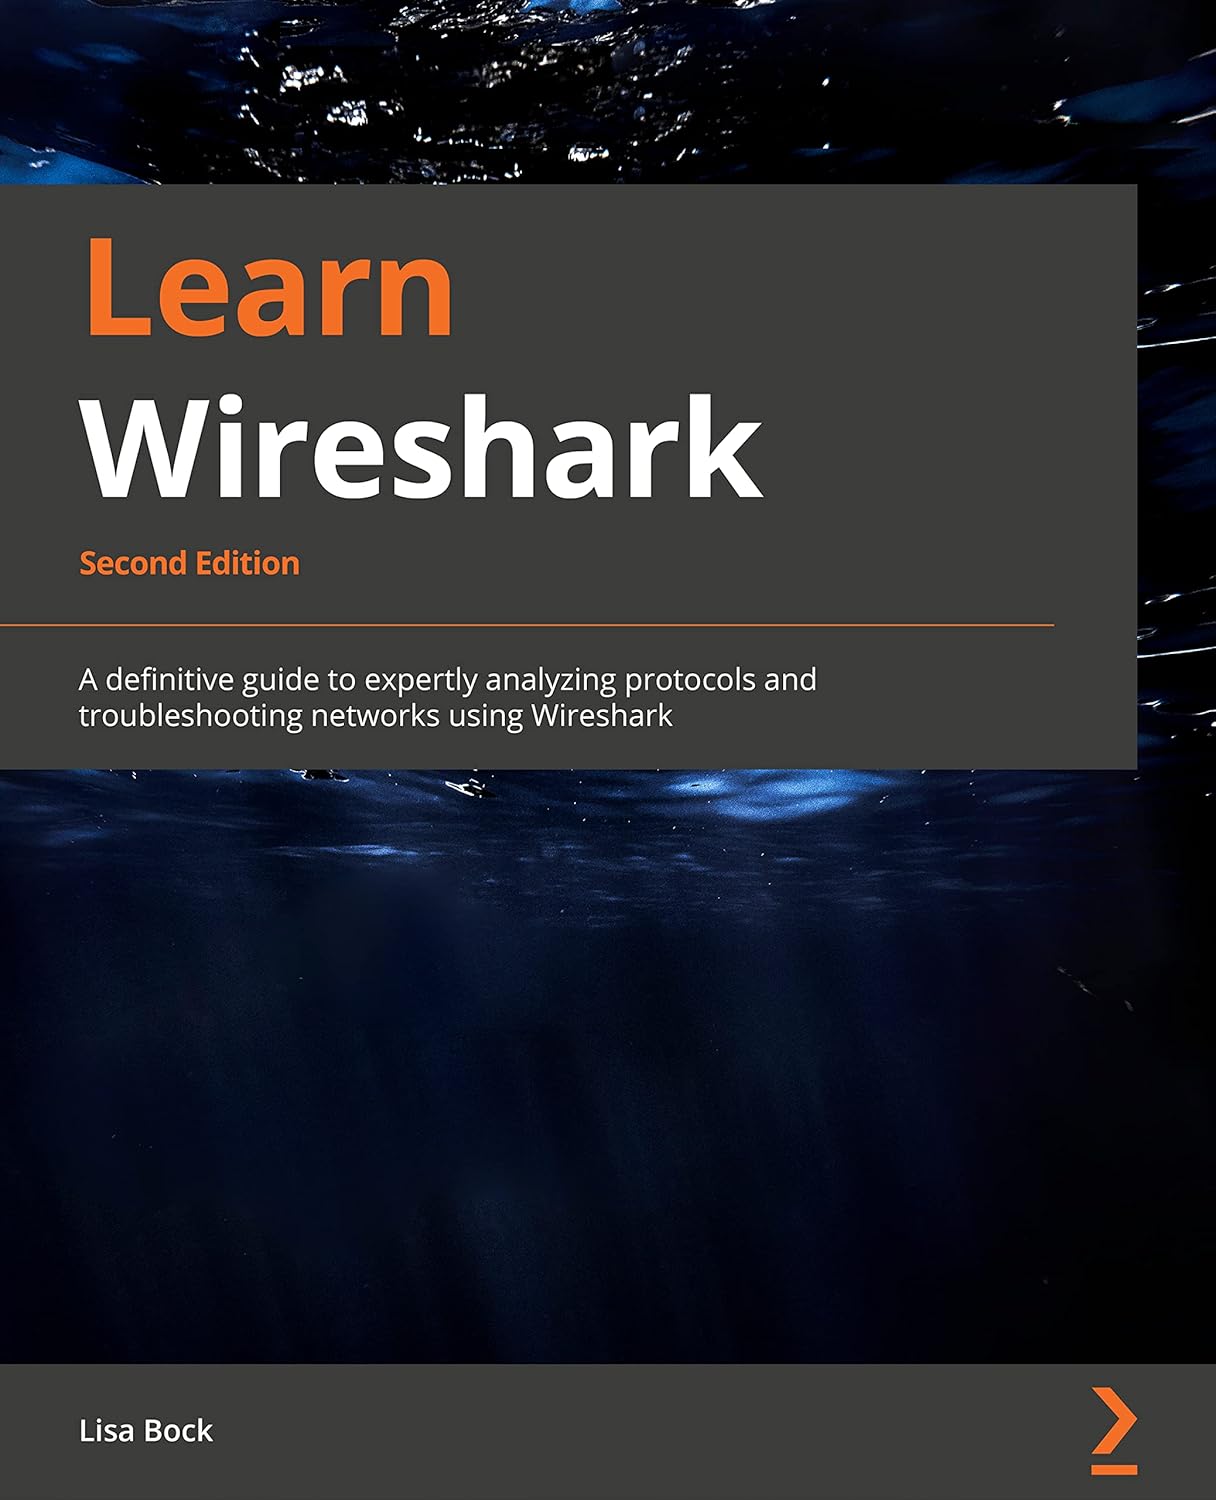 Learn
Wireshark
Second Edition
A definitive guide to expertly analyzing protocols and
troubleshooting networks using Wireshark
Lisa Bock